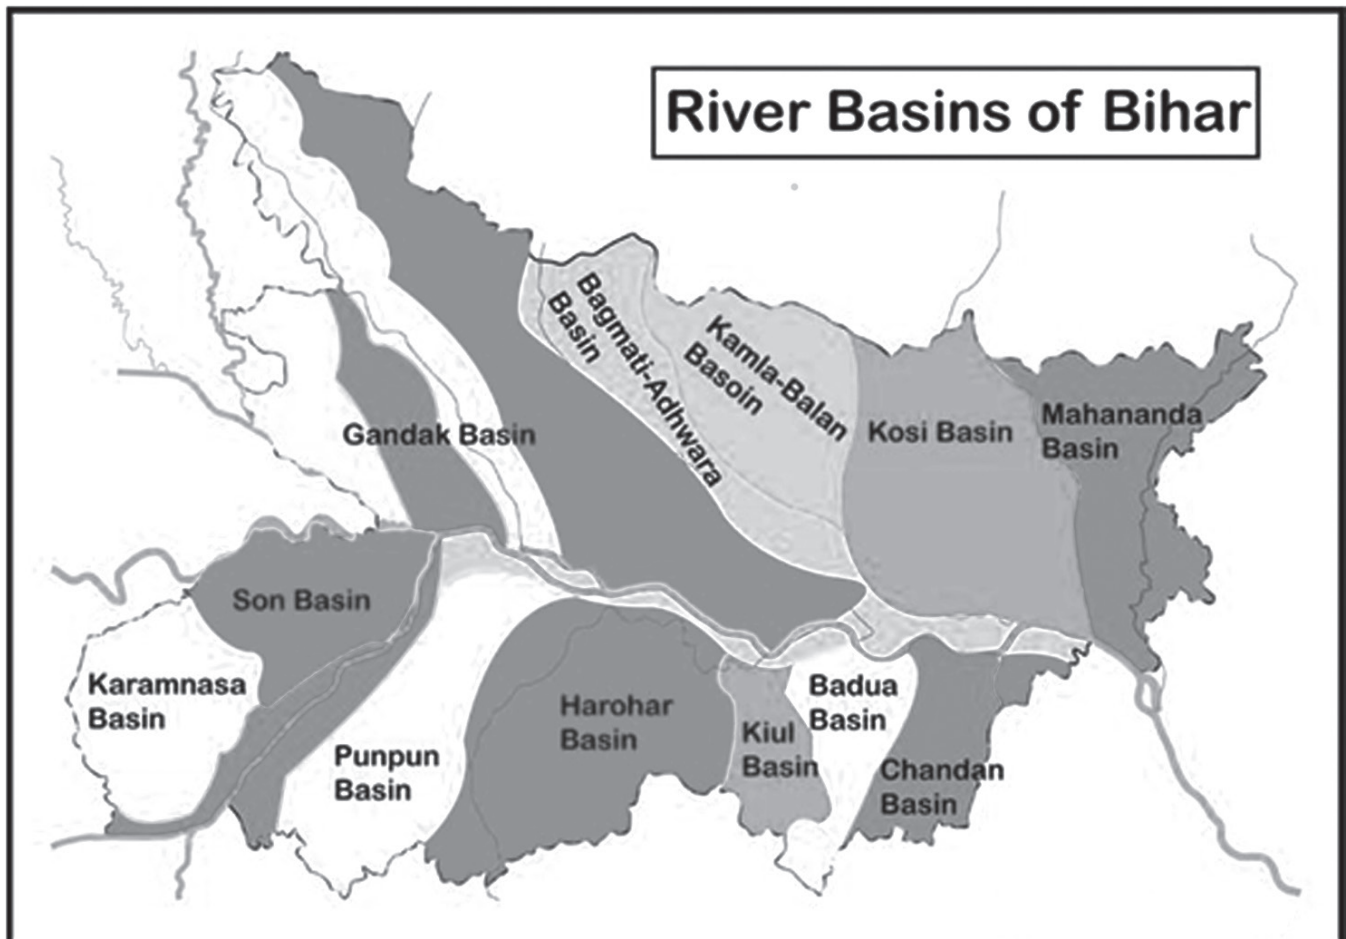 River Basins of Bihar
Bagmati-Adhwara
Basin
Kamla-Balan
Basoin
Gandak Basin
Kosi Basin
Mahananda
Basin
Son Basin
Karamnasa
Basin
Punpun
Basin
Harohar
Basin
Kiul
Basin
Badua
Basin
Chandan
Basin